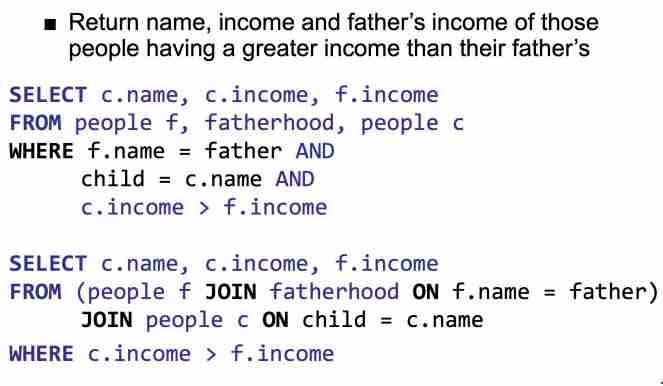 ■ Return name, income and father’s income of those
people having a greater income than their father’s
SELECT c.name, c.income, f.income
FROM people f, fatherhood, people c
WHERE f.name = father AND
child = c.name AND
c.income > f.income
SELECT c.name, c.income, f.income
FROM (people f JOIN fatherhood ON f.name = father)
JOIN people c ON child = c.name
WHERE c.income > f.income